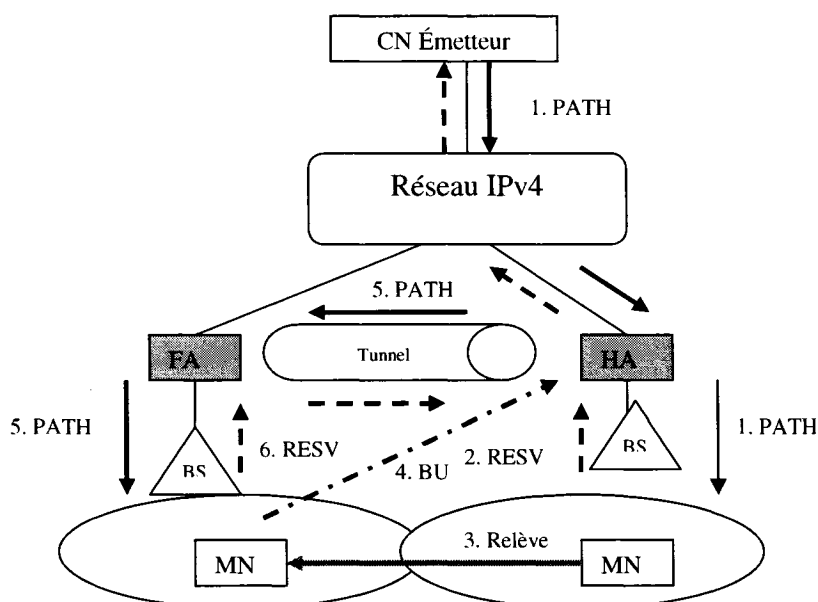 CN Émetteur
1. PATH
Réseau IPv4
5. PATH
FA
Tunnel
HA
5. PATH
BS
6. RESV
4. BU
2. RESV
BS
1. PATH
3. Relève
MN
MN